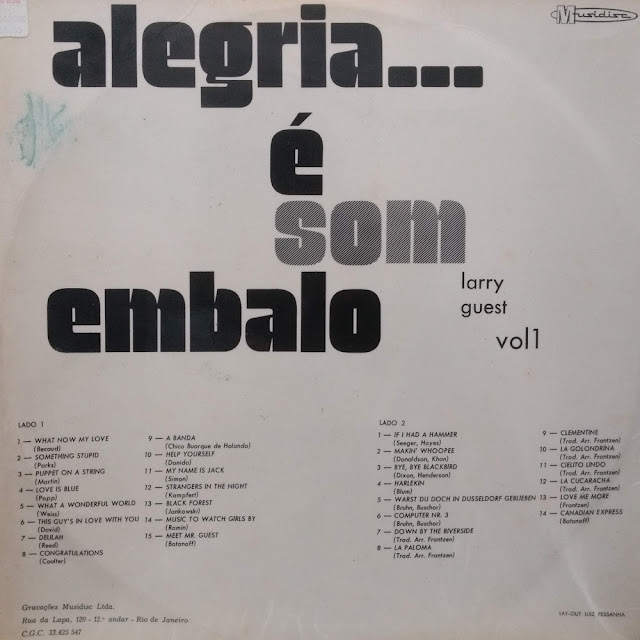 Musidisc
alegria...
é
som
embalo
larry
guest
vol1
LADO 1
1 — WHAT NOW MY LOVE
(Becaud)
2 — SOMETHING STUPID
(Parks)
3 — PUPPET ON A STRING
(Martin)
4 — LOVE IS BLUE
(Popp)
5 — WHAT A WONDERFUL WORLD
(Weiss)
6 — THIS GUY'S IN LOVE WITH YOU
(David)
7 — DELILAH
(Reed)
8 — CONGRATULATIONS
(Coulter)
9 — A BANDA
(Chico Buarque de Holanda)
10 — HELP YOURSELF
(Donida)
11 — MY NAME IS JACK
(Simon)
12 — STRANGERS IN THE NIGHT
(Kampfert)
13 — BLACK FOREST
(Jankowski)
14 — MUSIC TO WATCH GIRLS BY
(Ramin)
15 — MEET MR. GUEST
(Botanoff)
LADO 2
1 — IF I HAD A HAMMER
(Seeger, Hayes)
2 — MAKIN' WHOOPEE
(Donaldson, Khan)
3 — BYE, BYE BLACKBIRD
(Dixon, Henderson)
4 — HARLEKIN
(Blum)
5 — WARST DU DOCH IN DUSSELDORF GEBLIEBEN
(Bruhn, Buschor)
6 — COMPUTER NR. 3
(Bruhn, Buschor)
7 — DOWN BY THE RIVERSIDE
(Trad. Arr. Frantzen)
8 — LA PALOMA
(Trad. Arr. Frantzen)
9 — CLEMENTINE
(Trad. Arr. Frantzen)
10 — LA GOLONDRINA
(Trad. Arr. Frantzen)
11 — CIELITO LINDO
(Trad. Arr. Frantzen)
12 — LA CUCARACHA
(Trad. Arr. Frantzen)
13 — LOVE ME MORE
(Frantzen)
14 — CANADIAN EXPRESS
(Botanoff)
Gravações Musidisc Ltda.
Rua da Lapa, 120 - 12.º andar - Rio de Janeiro
C.G.C. 33.425 547
LAY-OUT JUSI PESSANHA